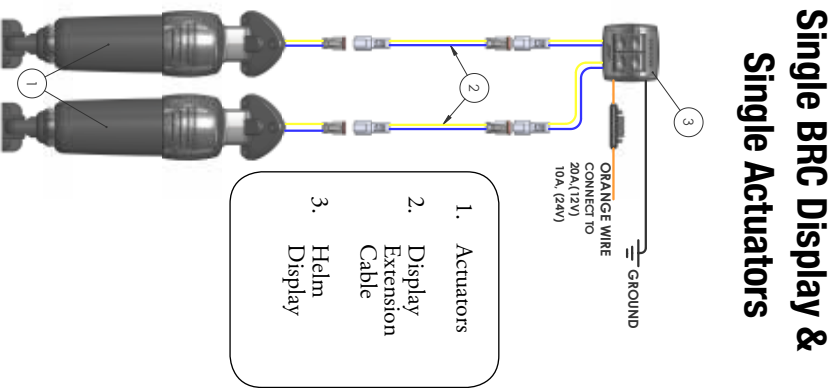 Single BRC Display &
Single Actuators
3
ORANGE WIRE
CONNECT TO
20A,(12V)
10A, (24V)
GROUND
2
1
1. Actuators
2. Display
Extension
Cable
3. Helm
Display